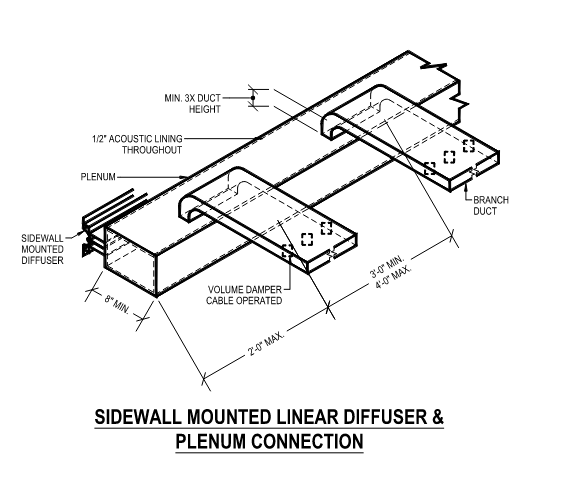 MIN. 3X DUCT
HEIGHT
1/2" ACOUSTIC LINING
THROUGHOUT
PLENUM
SIDEWALL
MOUNTED
DIFFUSER
BRANCH
DUCT
VOLUME DAMPER
CABLE OPERATED
8" MIN.
3'-0" MIN.
4'-0" MAX.
2'-0" MAX.
SIDEWALL MOUNTED LINEAR DIFFUSER &
PLENUM CONNECTION